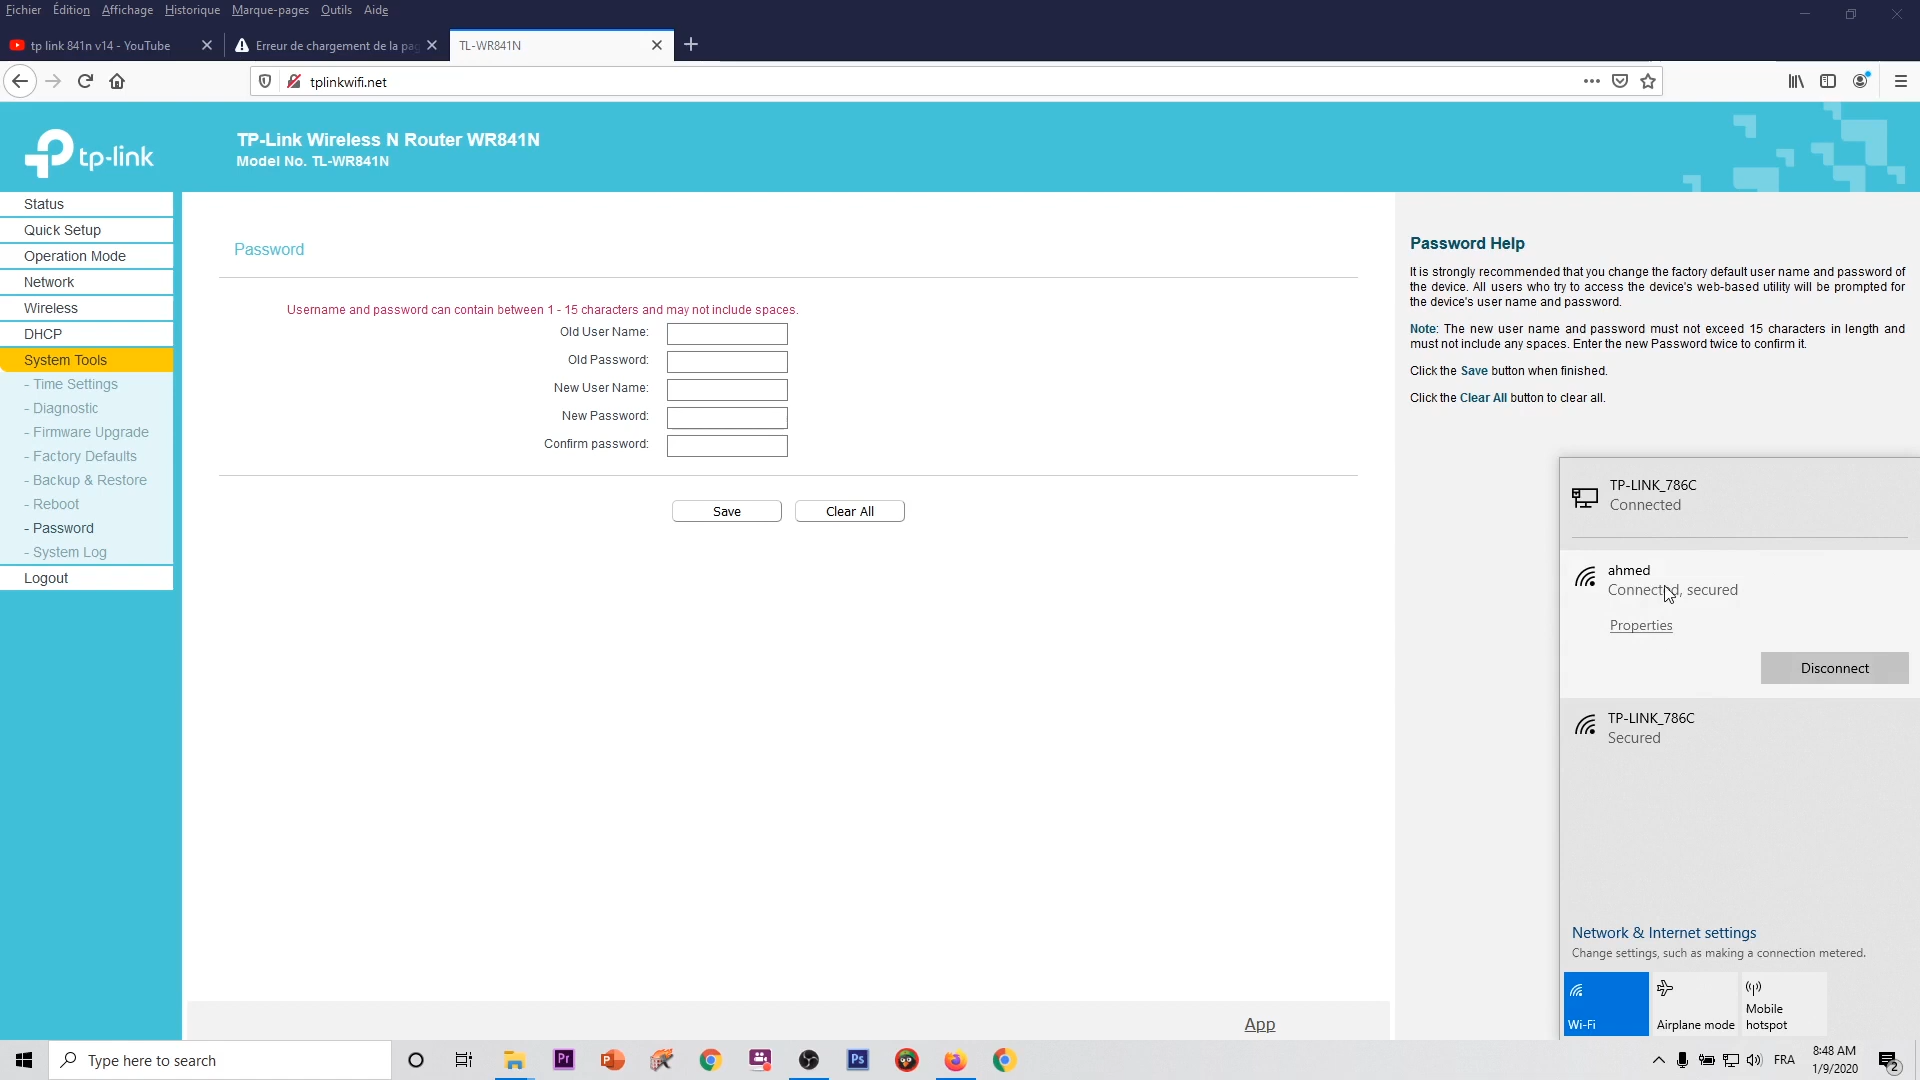 Fichier Édition Affichage Historique Marque-pages Outils Aide
tp link 841n v14 - YouTube
Erreur de chargement de la pag
TL-WR841N
tplinkwifi.net
tp-link
TP-Link Wireless N Router WR841N
Model No. TL-WR841N
Status
Quick Setup
Operation Mode
Network
Wireless
DHCP
System Tools
- Time Settings
- Diagnostic
- Firmware Upgrade
- Factory Defaults
- Backup & Restore
- Reboot
- Password
- System Log
Logout
Password
Username and password can contain between 1 - 15 characters and may not include spaces.
Old User Name:
Old Password:
New User Name:
New Password:
Confirm password:
Save
Clear All
App
Password Help
It is strongly recommended that you change the factory default user name and password of
the device. All users who try to access the device's web-based utility will be prompted for
the device's user name and password.
Note: The new user name and password must not exceed 15 characters in length and
must not include any spaces. Enter the new Password twice to confirm it.
Click the Save button when finished.
Click the Clear All button to clear all.
TP-LINK_786C
Connected
ahmed
Connected, secured
Properties
Disconnect
TP-LINK_786C
Secured
Network & Internet settings
Change settings, such as making a connection metered.
Wi-Fi
Airplane mode
Mobile
hotspot
Type here to search
Pr
P
Ps
FRA
8:48 AM
1/9/2020
2